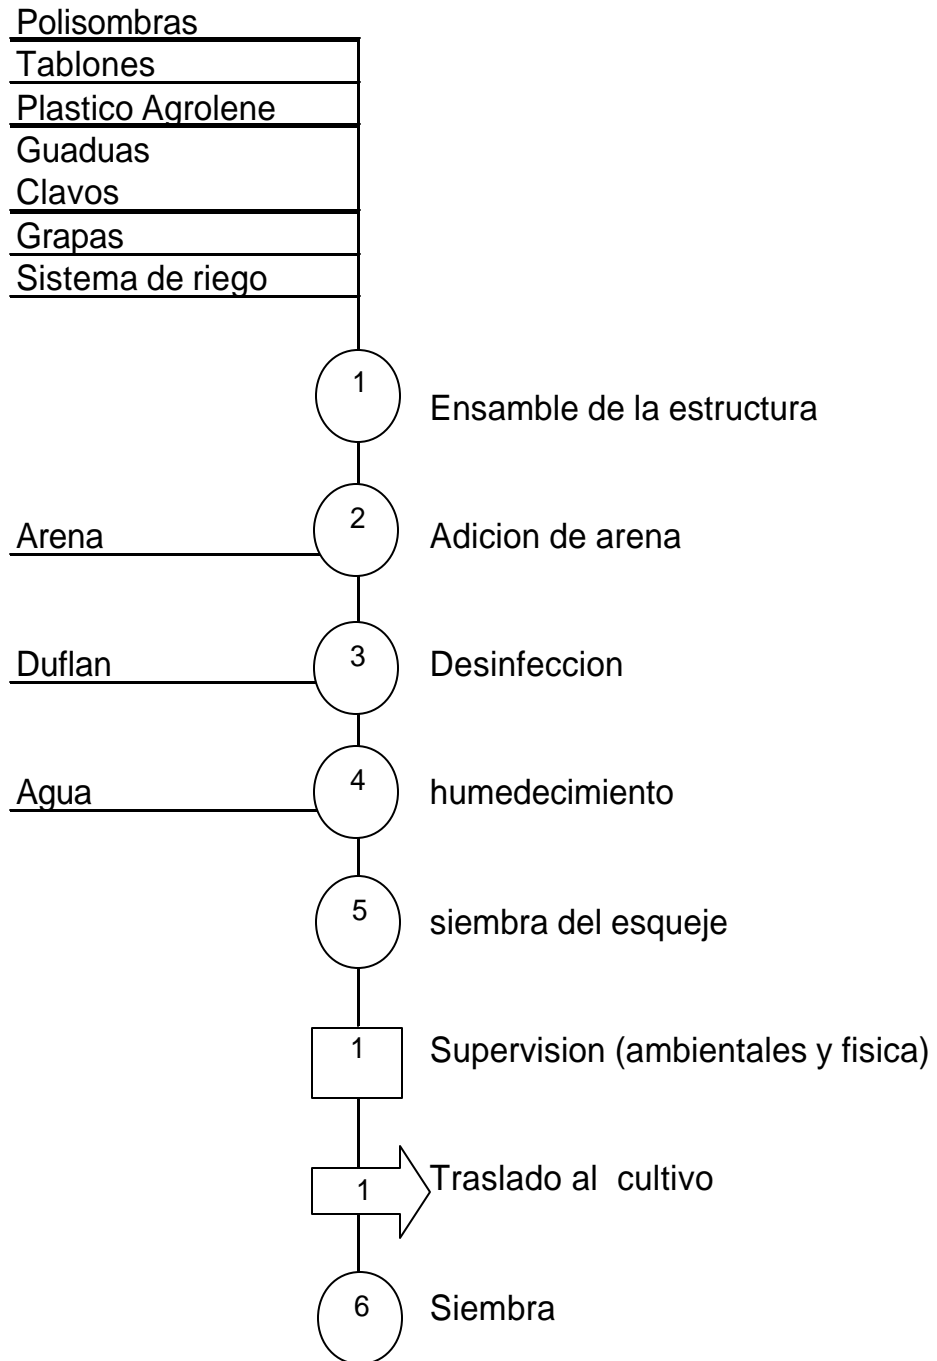 Polisombras
Tablones
Plastico Agrolene
Guaduas
Clavos
Grapas
Sistema de riego
1
Ensamble de la estructura
Arena
2
Adicion de arena
Duflan
3
Desinfeccion
Agua
4
humedecimiento
5
siembra del esqueje
1
Supervision (ambientales y fisica)
1
Traslado al cultivo
6
Siembra